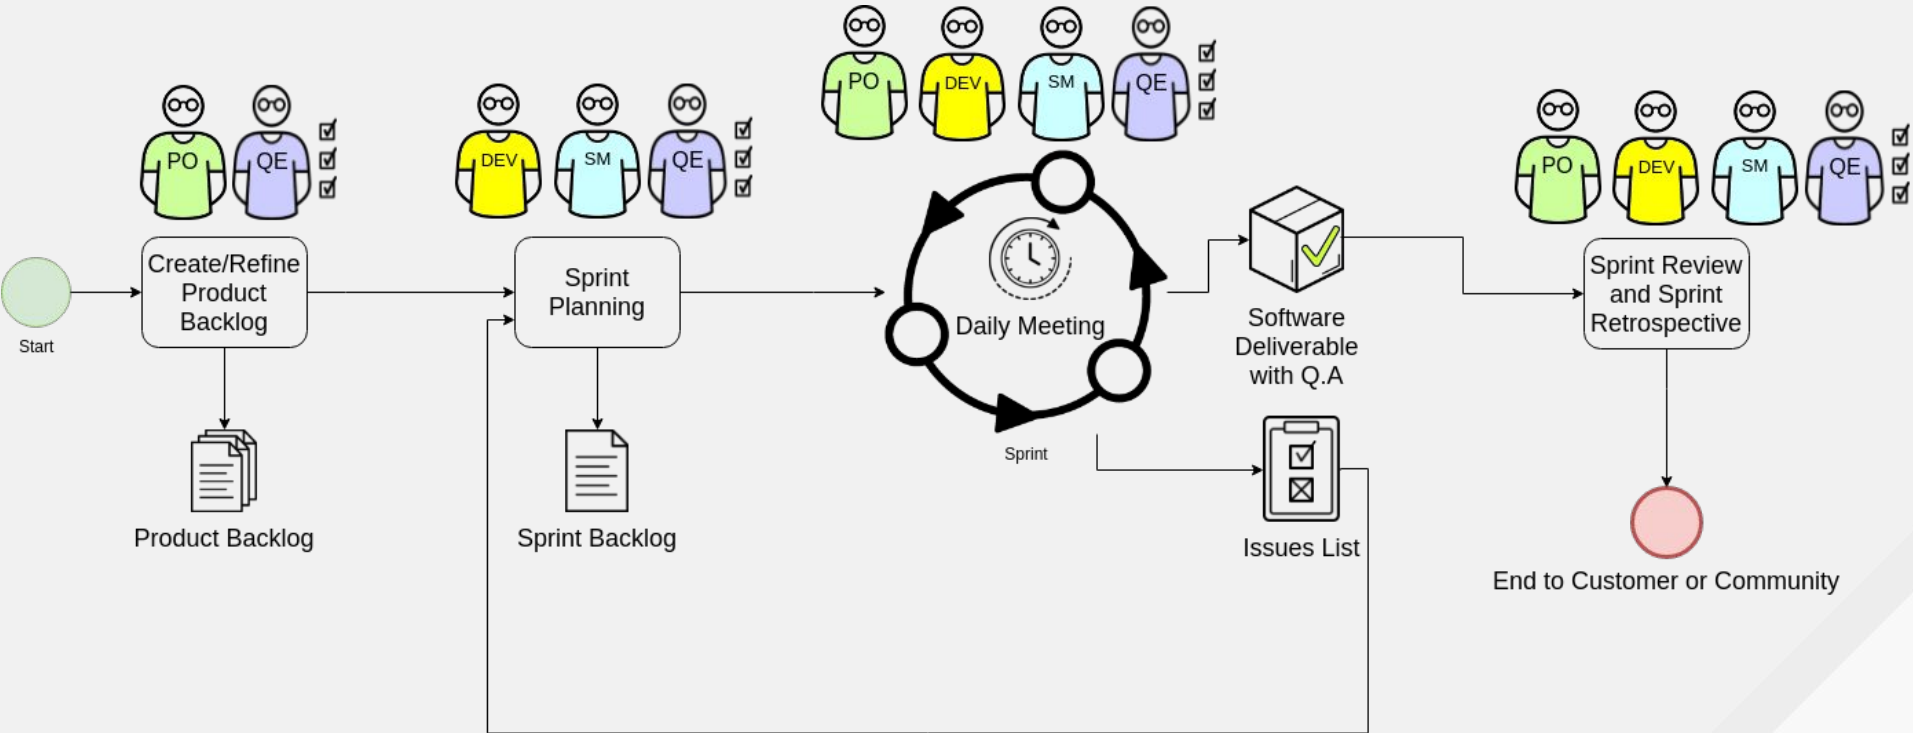 PO
DEV
SM
QE
PO
QE
DEV
SM
QE
PO
DEV
SM
QE
Start
Create/Refine
Product
Backlog
Sprint
Planning
Daily Meeting
Sprint
Software
Deliverable
with Q.A
Sprint Review
and Sprint
Retrospective
Product Backlog
Sprint Backlog
Issues List
End to Customer or Community